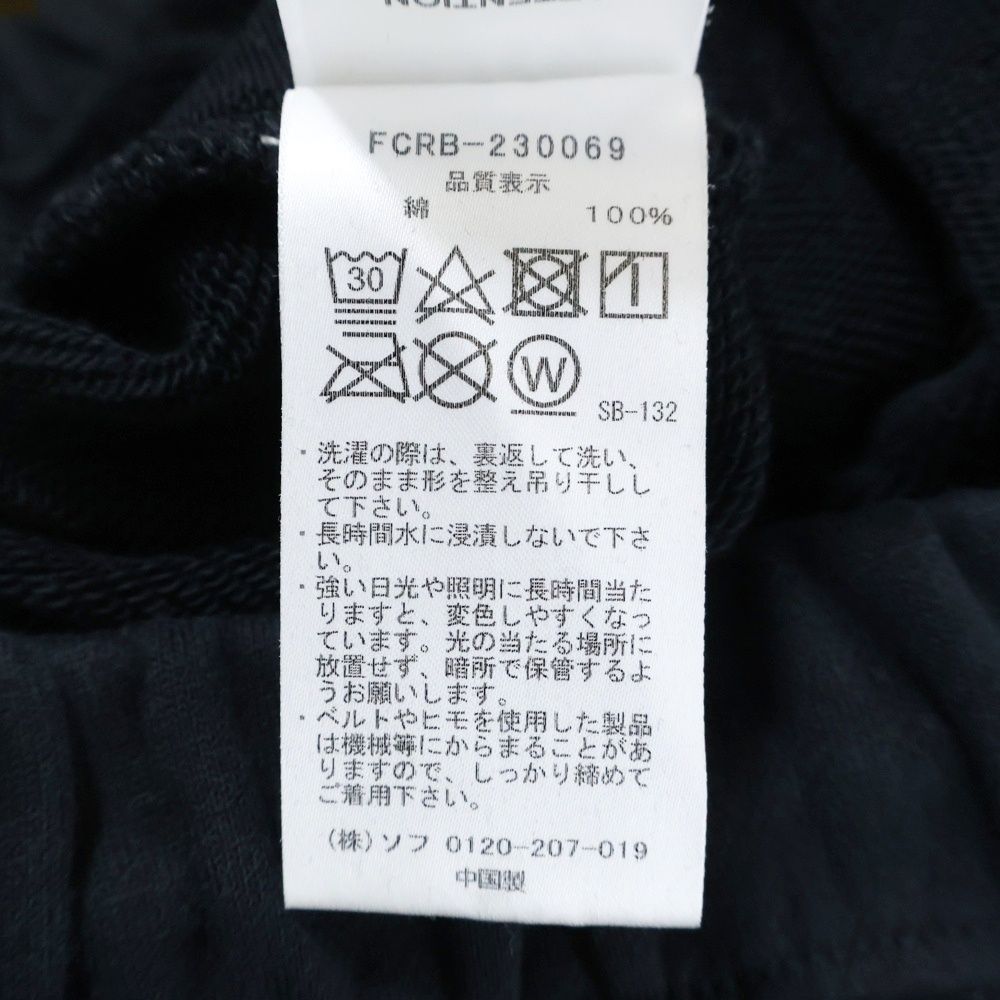 ATTENTION
FCRB-230069
品質表示
綿 100%
30
W
SB-132
・洗濯の際は、裏返して洗い、
そのまま形を整え吊り干しし
て下さい。
・長時間水に浸漬しないで下さ
い。
・強い日光や照明に長時間当た
りますと、変色しやすくなっ
ています。光の当たる場所に
放置せず、暗所で保管するよ
うお願いします。
・ベルトやヒモを使用した製品
は機械等にからまることがあ
りますので、しっかり締めて
ご着用下さい。
(株)ソフ 0120-207-019
中国製